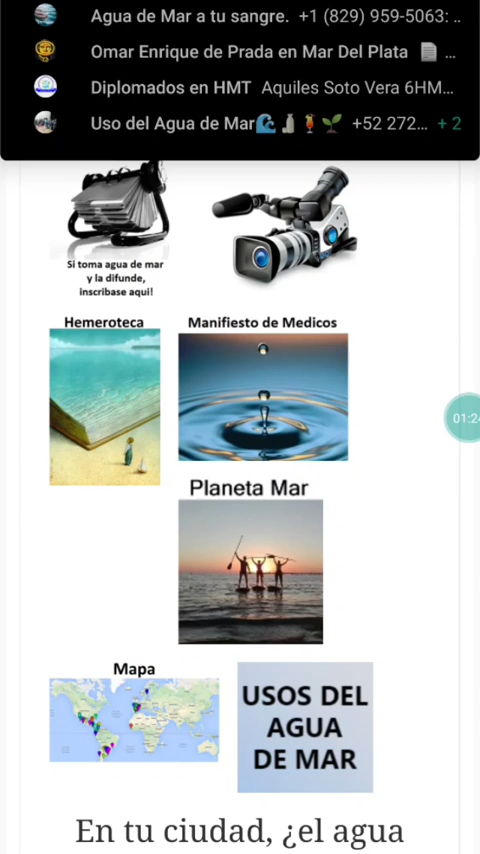 Agua de Mar a tu sangre. +1 (829) 959-5063: ..
Omar Enrique de Prada en Mar Del Plata 📄 ...
Diplomados en HMT Aquiles Soto Vera 6HM...
Uso del Agua de Mar🌊🍶🍹🌱 +52 272... + 2
Si toma agua de mar
y la difunde,
inscribase aqui!
Hemeroteca
Manifiesto de Medicos
01:24
Planeta Mar
Mapa
USOS DEL
AGUA
DE MAR
En tu ciudad, ¿el agua